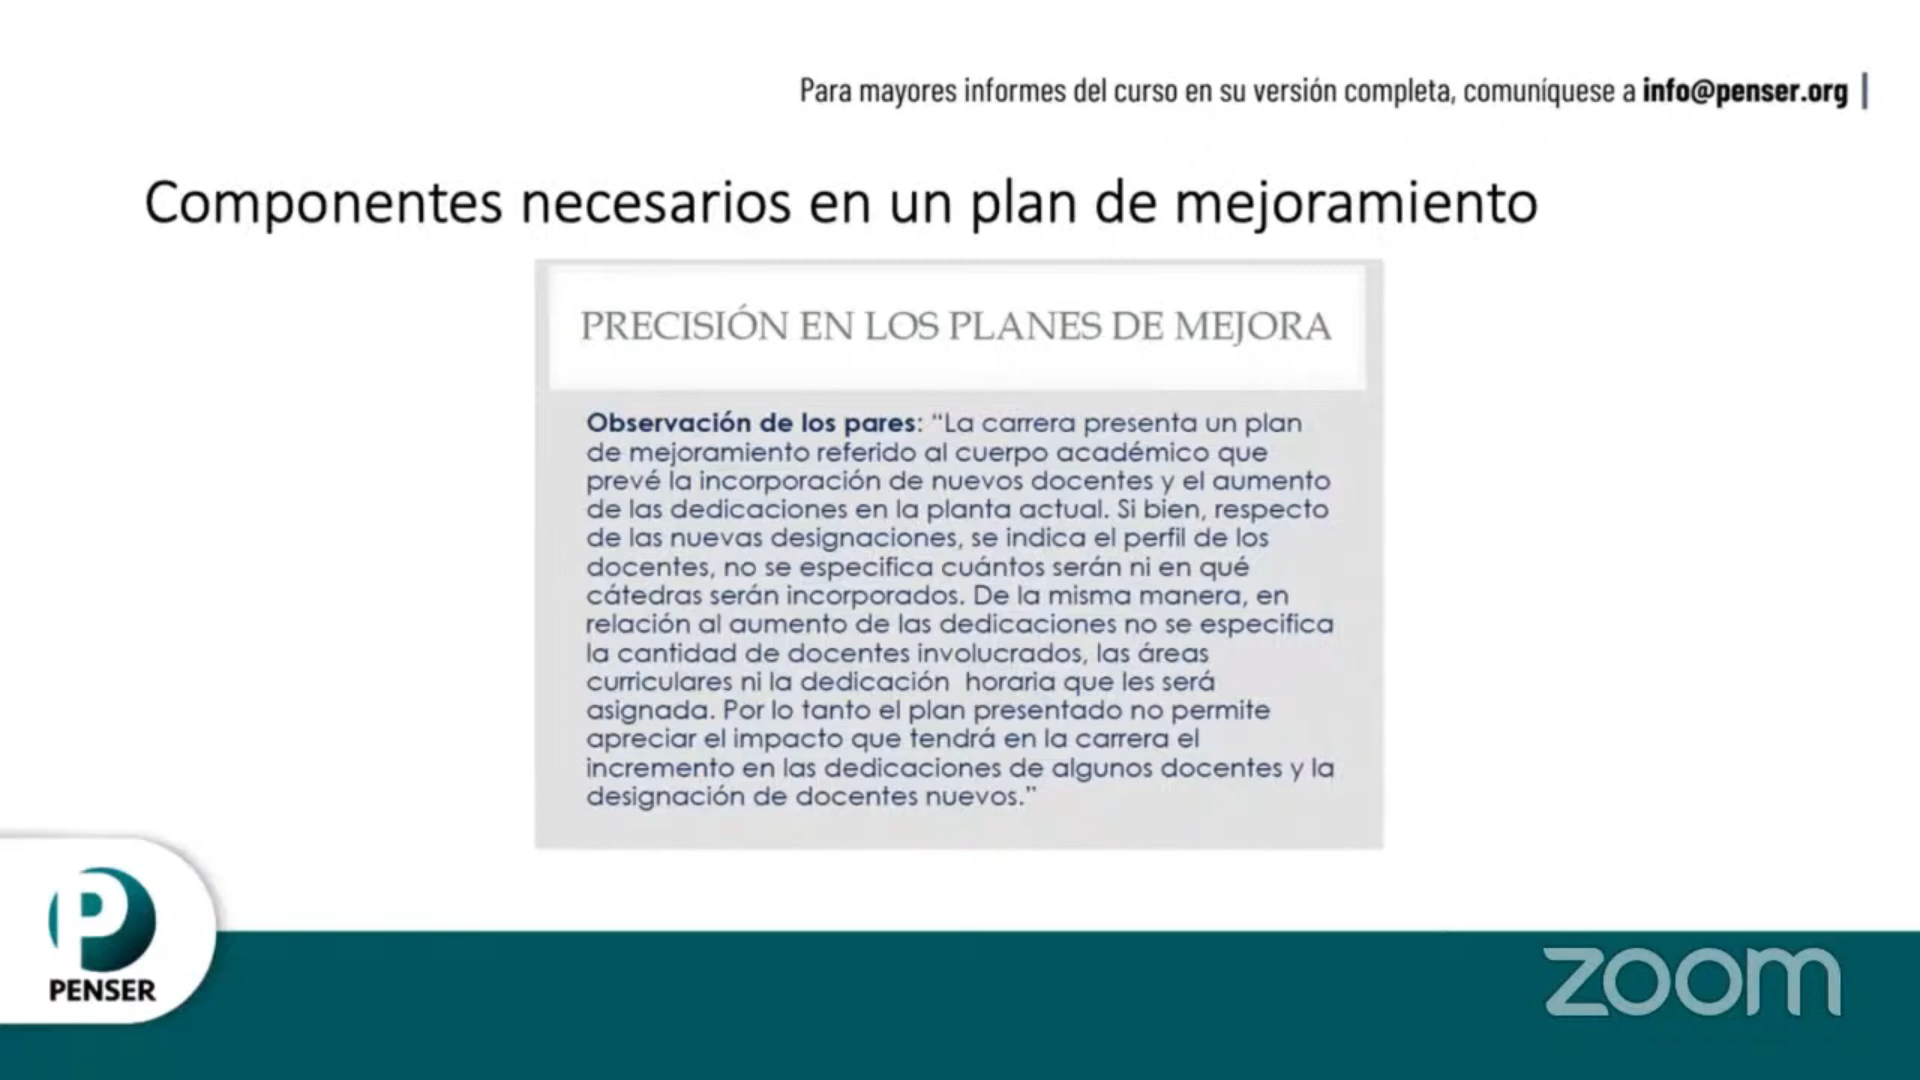 Para mayores informes del curso en su versión completa, comuníquese a info@penser.org |
Componentes necesarios en un plan de mejoramiento
PRECISIÓN EN LOS PLANES DE MEJORA
Observación de los pares: “La carrera presenta un plan
de mejoramiento referido al cuerpo académico que
prevé la incorporación de nuevos docentes y el aumento
de las dedicaciones en la planta actual. Si bien, respecto
de las nuevas designaciones, se indica el perfil de los
docentes, no se especifica cuántos serán ni en qué
cátedras serán incorporados. De la misma manera, en
relación al aumento de las dedicaciones no se especifica
la cantidad de docentes involucrados, las áreas
curriculares ni la dedicación horaria que les será
asignada. Por lo tanto el plan presentado no permite
apreciar el impacto que tendrá en la carrera el
incremento en las dedicaciones de algunos docentes y la
designación de docentes nuevos.”
P
PENSER
zoom